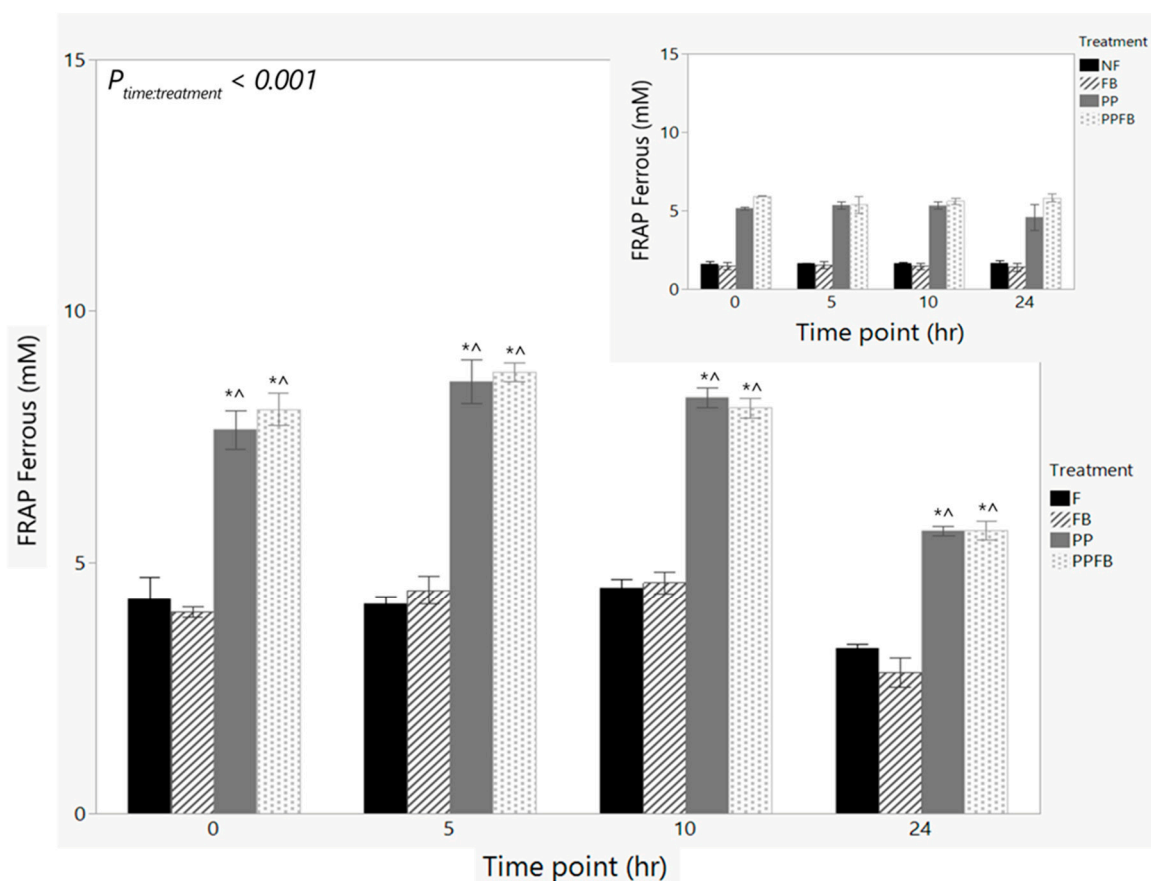 15
P time:treatment < 0.001
10
5
0
FRAP Ferrous (mM)
*^ *^
*^ *^
*^ *^
*^ *^
0 5 10 24
Time point (hr)
Treatment
F
FB
PP
PPFB
15
10
5
0
FRAP Ferrous (mM)
0 5 10 24
Time point (hr)
Treatment
NF
FB
PP
PPFB